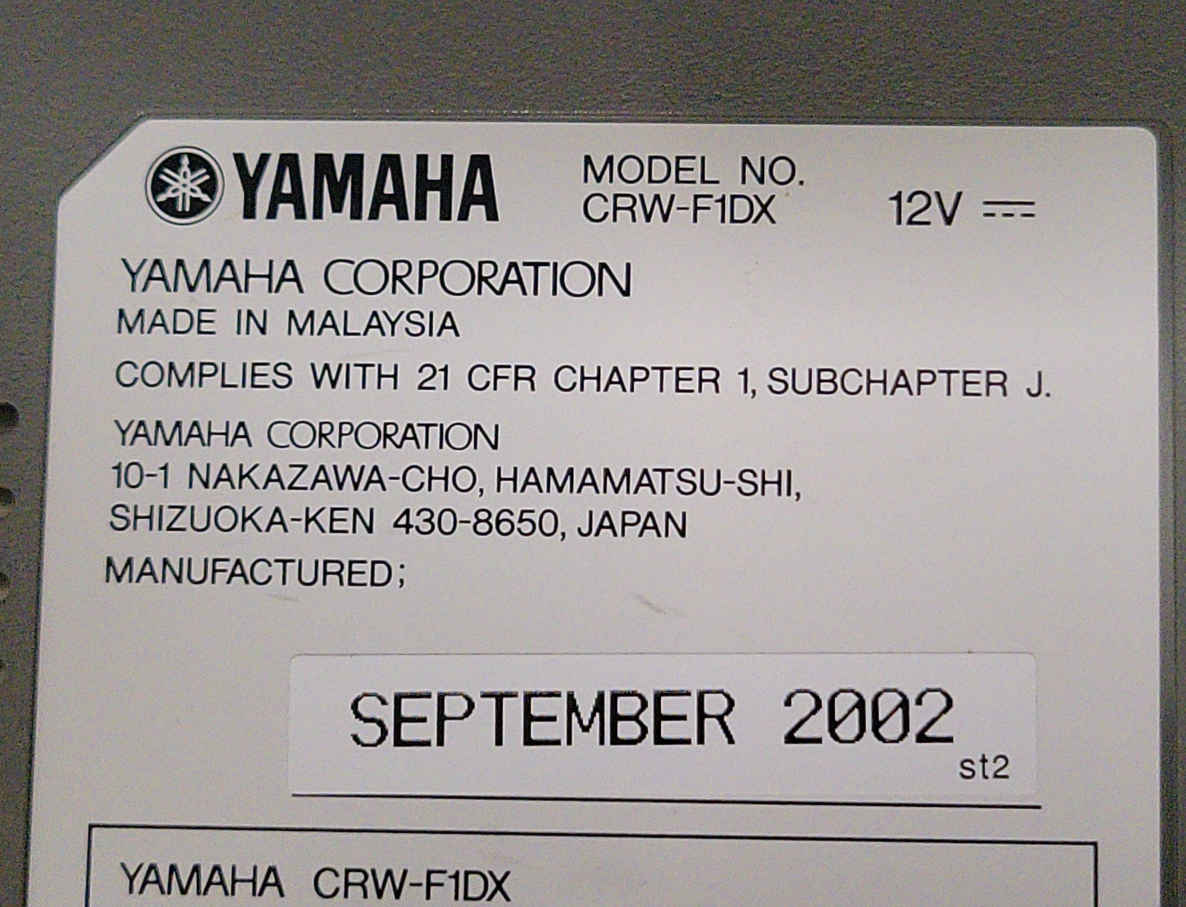 YAMAHA
MODEL NO.
CRW-F1DX
12V
YAMAHA CORPORATION
MADE IN MALAYSIA
COMPLIES WITH 21 CFR CHAPTER 1, SUBCHAPTER J.
YAMAHA CORPORATION
10-1 NAKAZAWA-CHO, HAMAMATSU-SHI,
SHIZUOKA-KEN 430-8650, JAPAN
MANUFACTURED;
SEPTEMBER 2002
st2
YAMAHA CRW-F1DX